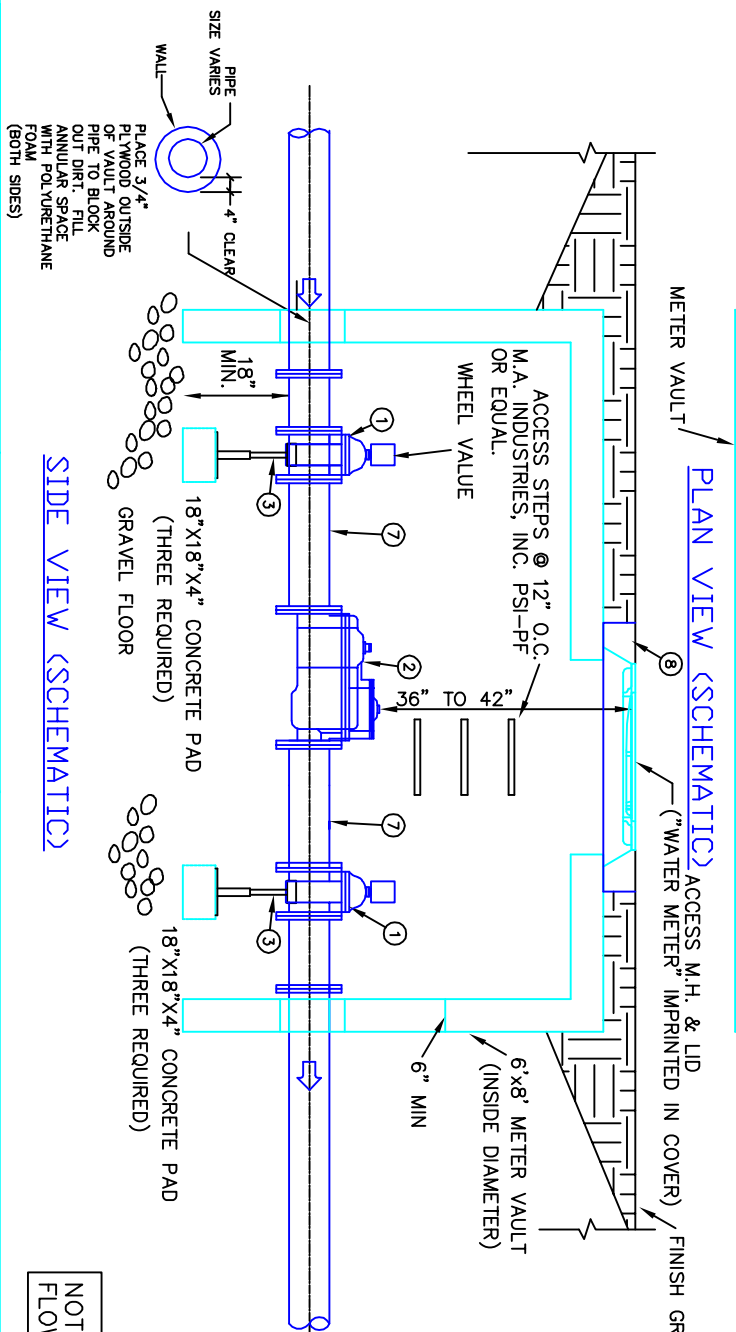 METER VAULT
PLAN VIEW (SCHEMATIC)
ACCESS M.H. & LID
("WATER METER" IMPRINTED IN COVER)
FINISH GR
8
ACCESS STEPS @ 12" O.C.
M.A. INDUSTRIES, INC. PSI-PF
OR EQUAL.
36" TO 42"
6'x8' METER VAULT
(INSIDE DIAMETER)
6" MIN
WHEEL VALUE
1
7
2
7
1
3
3
18"
MIN.
4" CLEAR
PIPE
SIZE VARIES
WALL
PLACE 3/4"
PLYWOOD OUTSIDE
OF VAULT AROUND
PIPE TO BLOCK
OUT DIRT. FILL
ANNULAR SPACE
WITH POLYURETHANE
FOAM
(BOTH SIDES)
18"X18"X4" CONCRETE PAD
(THREE REQUIRED)
GRAVEL FLOOR
18"X18"X4" CONCRETE PAD
(THREE REQUIRED)
SIDE VIEW (SCHEMATIC)
NOT
FLOW